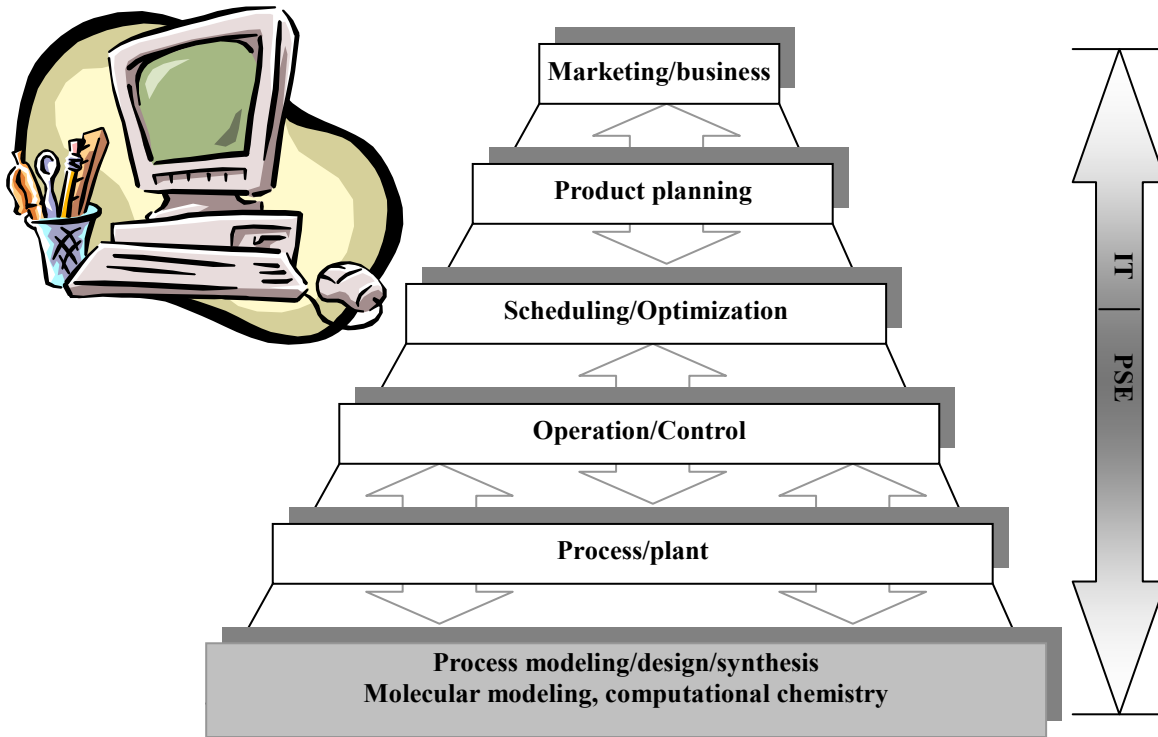 Marketing/business
Product planning
Scheduling/Optimization
Operation/Control
Process/plant
Process modeling/design/synthesis
Molecular modeling, computational chemistry
IT
PSE